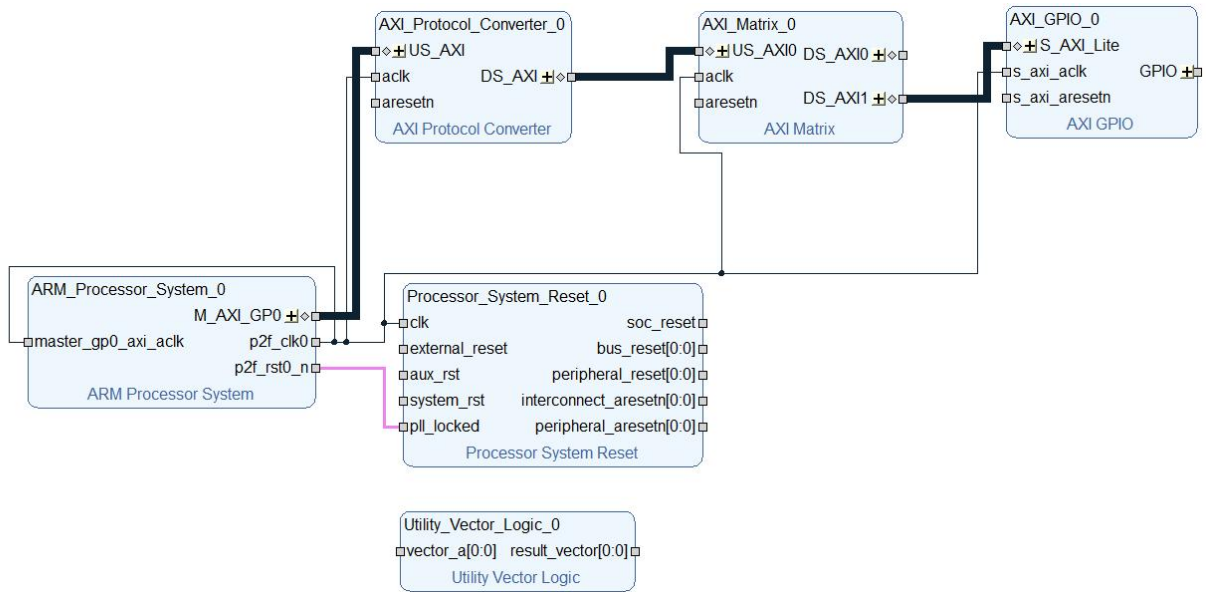 AXI_Protocol_Converter_0
US_AXI
aclk
DS_AXI
aresetn
AXI Protocol Converter
AXI_Matrix_0
US_AXI0
DS_AXI0
aclk
aresetn
DS_AXI1
AXI Matrix
AXI_GPIO_0
S_AXI_Lite
s_axi_aclk
GPIO
s_axi_aresetn
AXI GPIO
ARM_Processor_System_0
M_AXI_GP0
master_gp0_axi_aclk
p2f_clk0
p2f_rst0_n
ARM Processor System
Processor_System_Reset_0
clk
soc_reset
external_reset
bus_reset[0:0]
aux_rst
peripheral_reset[0:0]
system_rst
interconnect_aresetn[0:0]
pll_locked
peripheral_aresetn[0:0]
Processor System Reset
Utility_Vector_Logic_0
vector_a[0:0]
result_vector[0:0]
Utility Vector Logic